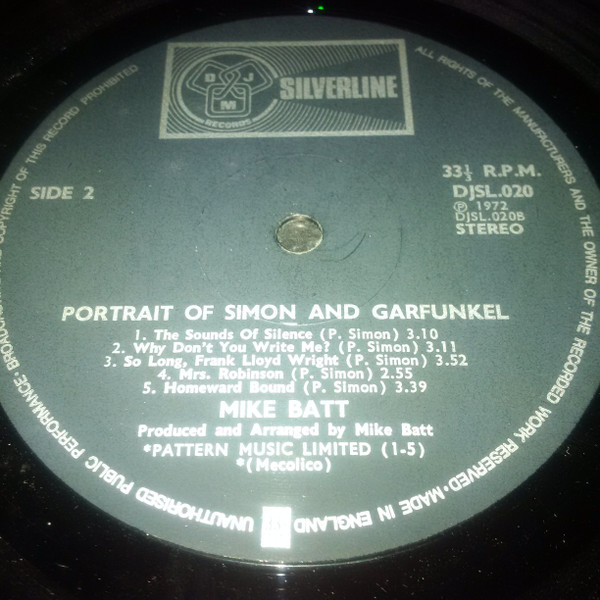 DJM
RECORDS
SILVERLINE
SIDE 2
33⅓ R.P.M.
DJSL.020
℗ 1972
DJSL.020B
STEREO
PORTRAIT OF SIMON AND GARFUNKEL
1. The Sounds Of Silence (P. Simon) 3.10
2. Why Don't You Write Me? (P. Simon) 3.11
3. So Long, Frank Lloyd Wright (P. Simon) 3.52
4. Mrs. Robinson (P. Simon) 2.55
5. Homeward Bound (P. Simon) 3.39
MIKE BATT
Produced and Arranged by Mike Batt
*PATTERN MUSIC LIMITED (1-5)
*(Mecolico)
ALL RIGHTS OF THE MANUFACTURERS AND THE OWNER OF THE RECORDED WORK RESERVED·MADE IN ENGLAND
UNAUTHORISED PUBLIC PERFORMANCE· COPYRIGHT OF THIS RECORD PROHIBITED